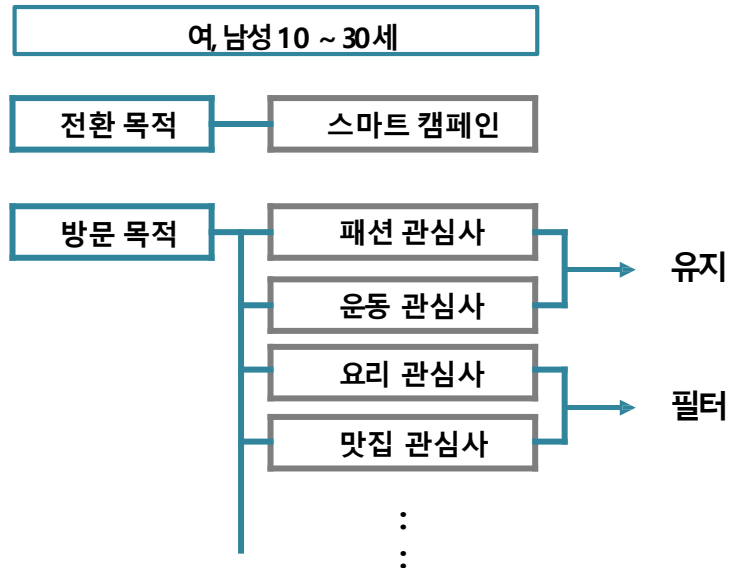 여, 남성 10 ~ 30세
전환 목적
스마트 캠페인
방문 목적
패션 관심사
운동 관심사
유지
요리 관심사
맛집 관심사
필터
:
: